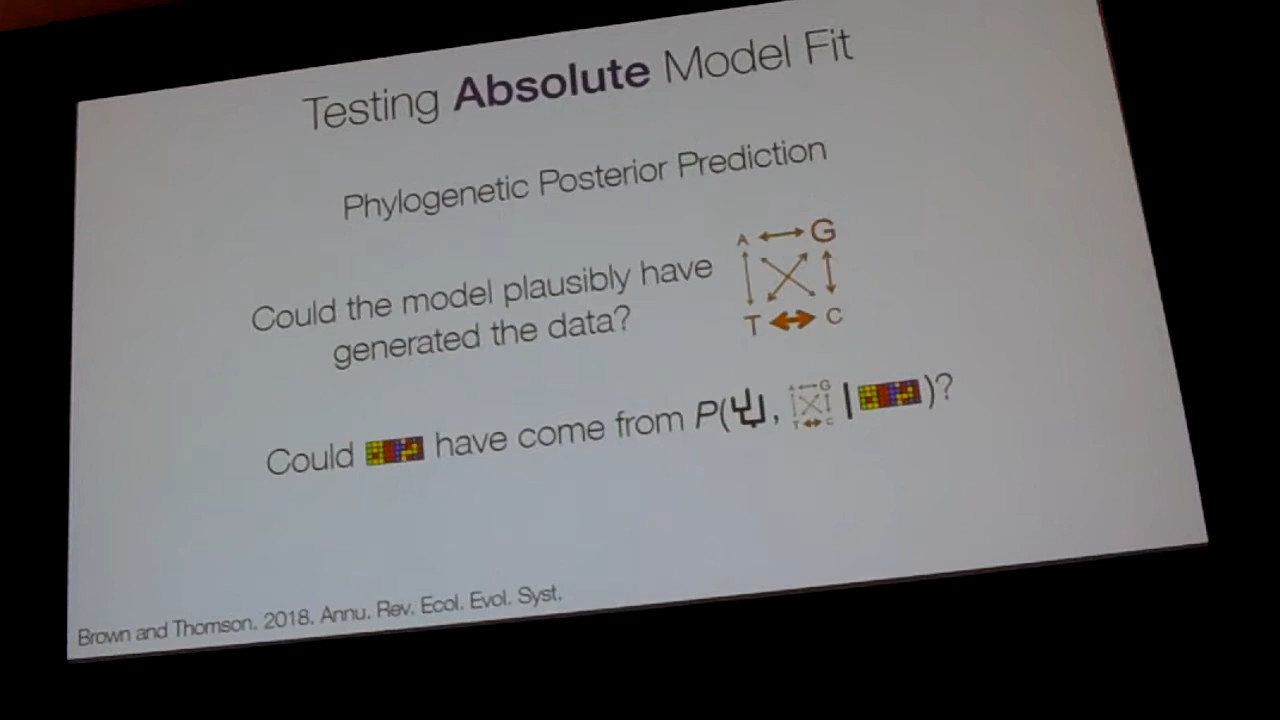 Testing Absolute Model Fit
Phylogenetic Posterior Prediction
Could the model plausibly have
generated the data?
A G
T C
Could have come from P( , A G T C | )?
Brown and Thomson. 2018. Annu. Rev. Ecol. Evol. Syst.